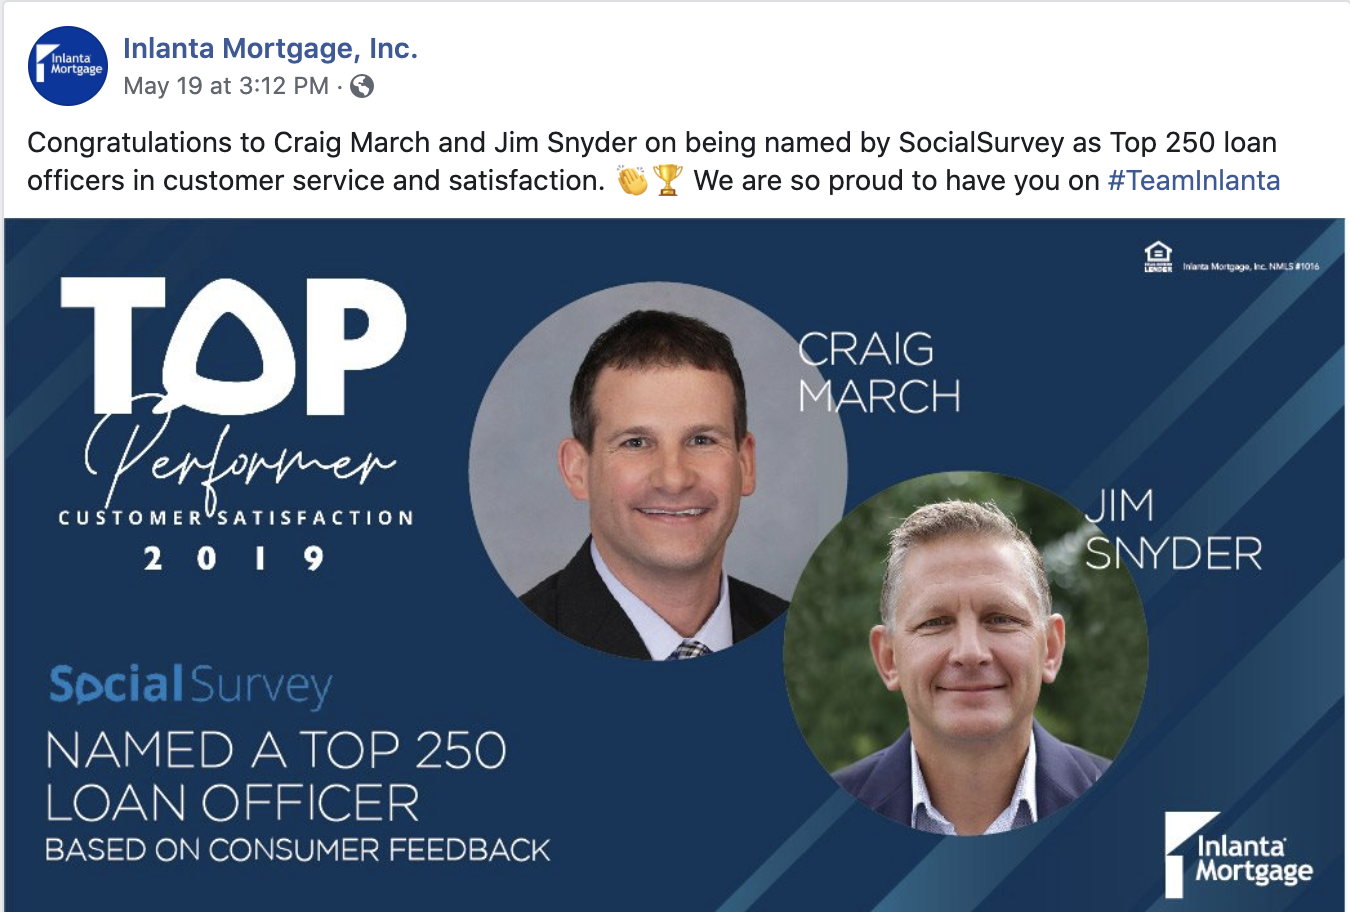 Inlanta Mortgage
Inlanta Mortgage, Inc.
May 19 at 3:12 PM ·
Congratulations to Craig March and Jim Snyder on being named by SocialSurvey as Top 250 loan
officers in customer service and satisfaction. 👏🏆 We are so proud to have you on #TeamInlanta
LENDER
Inlanta Mortgage, Inc. NMLS #1016
TOP
Performer
CUSTOMER SATISFACTION
2019
CRAIG
MARCH
JIM
SNYDER
SocialSurvey
NAMED A TOP 250
LOAN OFFICER
BASED ON CONSUMER FEEDBACK
Inlanta
Mortgage